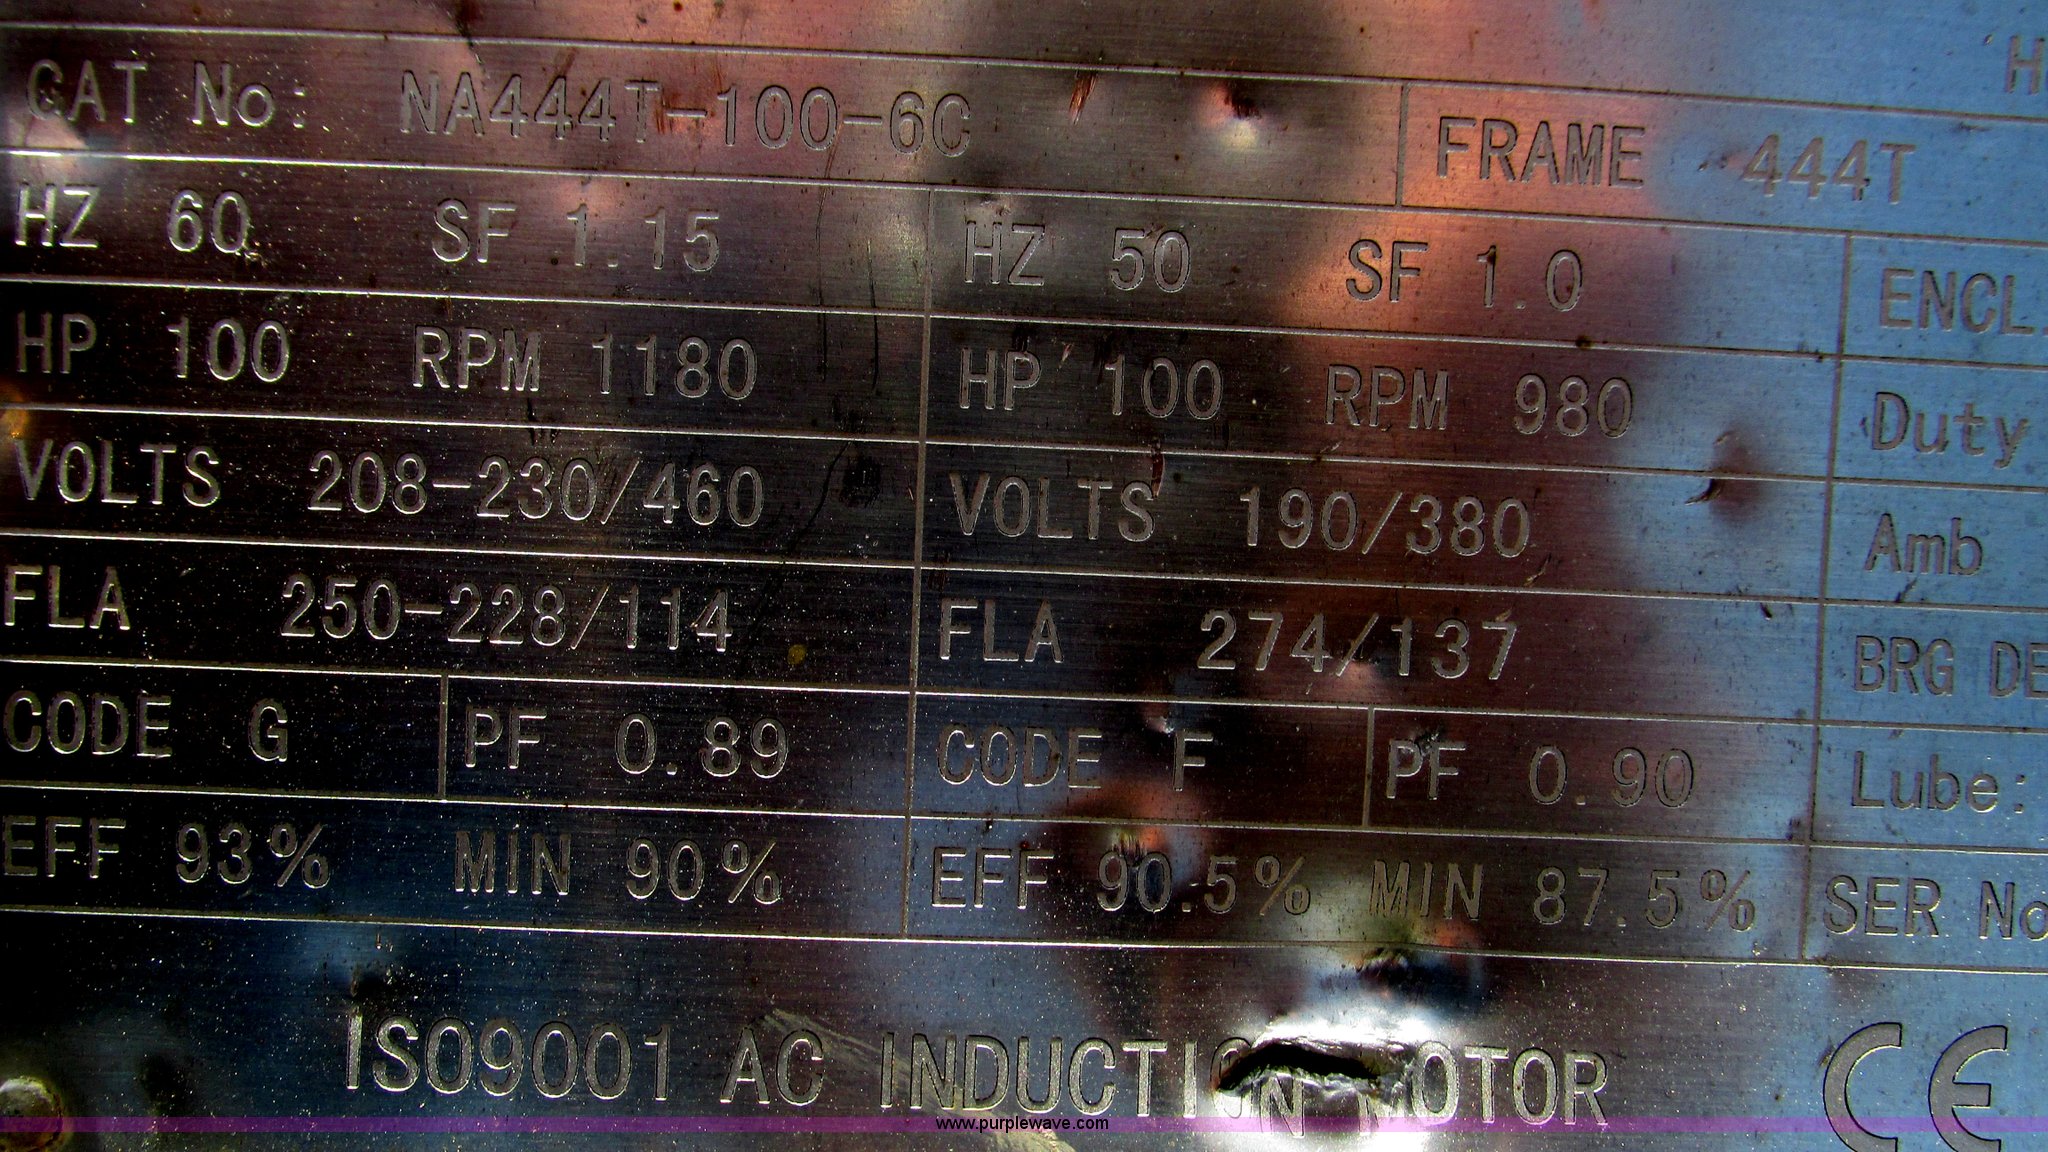 H
CAT No: NA444T-100-6C FRAME 444T
HZ 60 SF 1.15 HZ 50 SF 1.0 ENCL.
HP 100 RPM 1180 HP 100 RPM 980 Duty
VOLTS 208-230/460 VOLTS 190/380 Amb
FLA 250-228/114 FLA 274/137 BRG DE
CODE G PF 0.89 CODE F PF 0.90 Lube:
EFF 93% MIN 90% EFF 90.5% MIN 87.5% SER No
ISO9001 AC INDUCTION MOTOR CE
www.purplewave.com